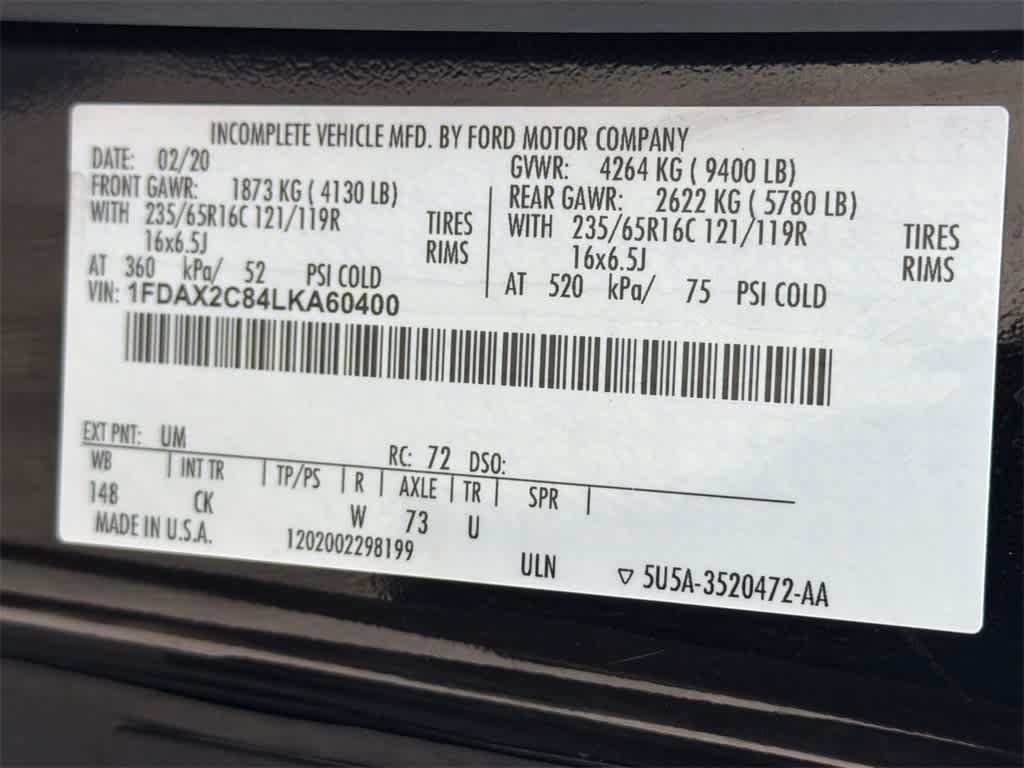 INCOMPLETE VEHICLE MFD. BY FORD MOTOR COMPANY
DATE: 02/20
FRONT GAWR: 1873 KG ( 4130 LB)
WITH 235/65R16C 121/119R TIRES
16x6.5J RIMS
AT 360 kPa/ 52 PSI COLD
GVWR: 4264 KG ( 9400 LB)
REAR GAWR: 2622 KG ( 5780 LB)
WITH 235/65R16C 121/119R TIRES
16x6.5J RIMS
AT 520 kPa/ 75 PSI COLD
VIN: 1FDAX2C84LKA60400
EXT PNT: UM RC: 72 DSO:
WB | INT TR | TP/PS | R | AXLE | TR | SPR |
148 CK W 73 U
MADE IN U.S.A. 1202002298199 ULN ▽ 5U5A-3520472-AA